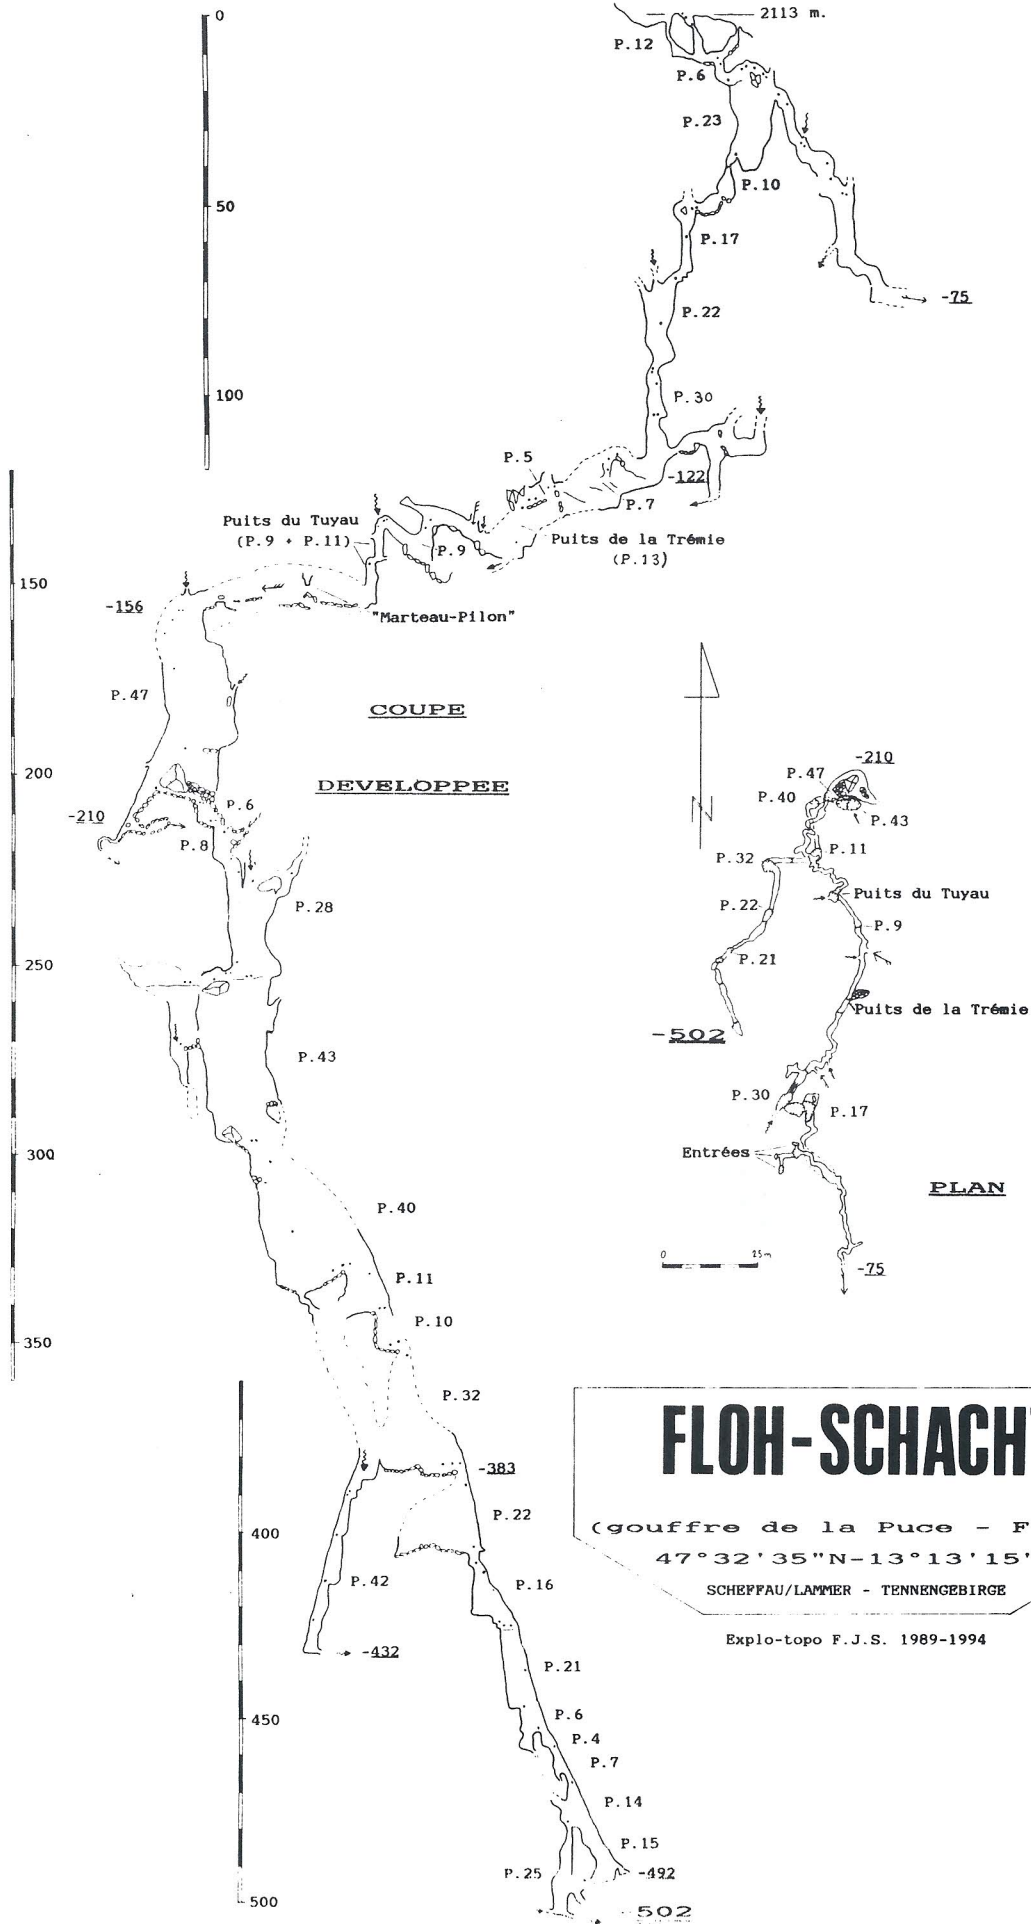 0
2113 m.
P.12
P.6
P.23
P.10
50
P.17
-75
P.22
100
P.30
P.5
-122
P.7
Puits du Tuyau
(P.9 + P.11)
P.9
Puits de la Trémie
(P.13)
150
-156
"Marteau-Pilon"
P.47
COUPE
DEVELOPPEE
200
-210
P.6
P.8
P.28
250
P.43
300
P.40
P.11
P.10
350
P.32
-383
P.22
400
P.42
P.16
-432
P.21
450
P.6
P.4
P.7
P.14
P.15
P.25
-492
500
-502
N
-210
P.47
P.40
P.43
P.11
P.32
Puits du Tuyau
P.22
P.9
P.21
Puits de la Trémie
-502
P.30
P.17
Entrées
PLAN
0 25m
-75
FLOH-SCHACH
(gouffre de la Puce - F
47°32'35"N-13°13'15'
SCHEFFAU/LAMMER - TENNENGEBIRGE
Explo-topo F.J.S. 1989-1994